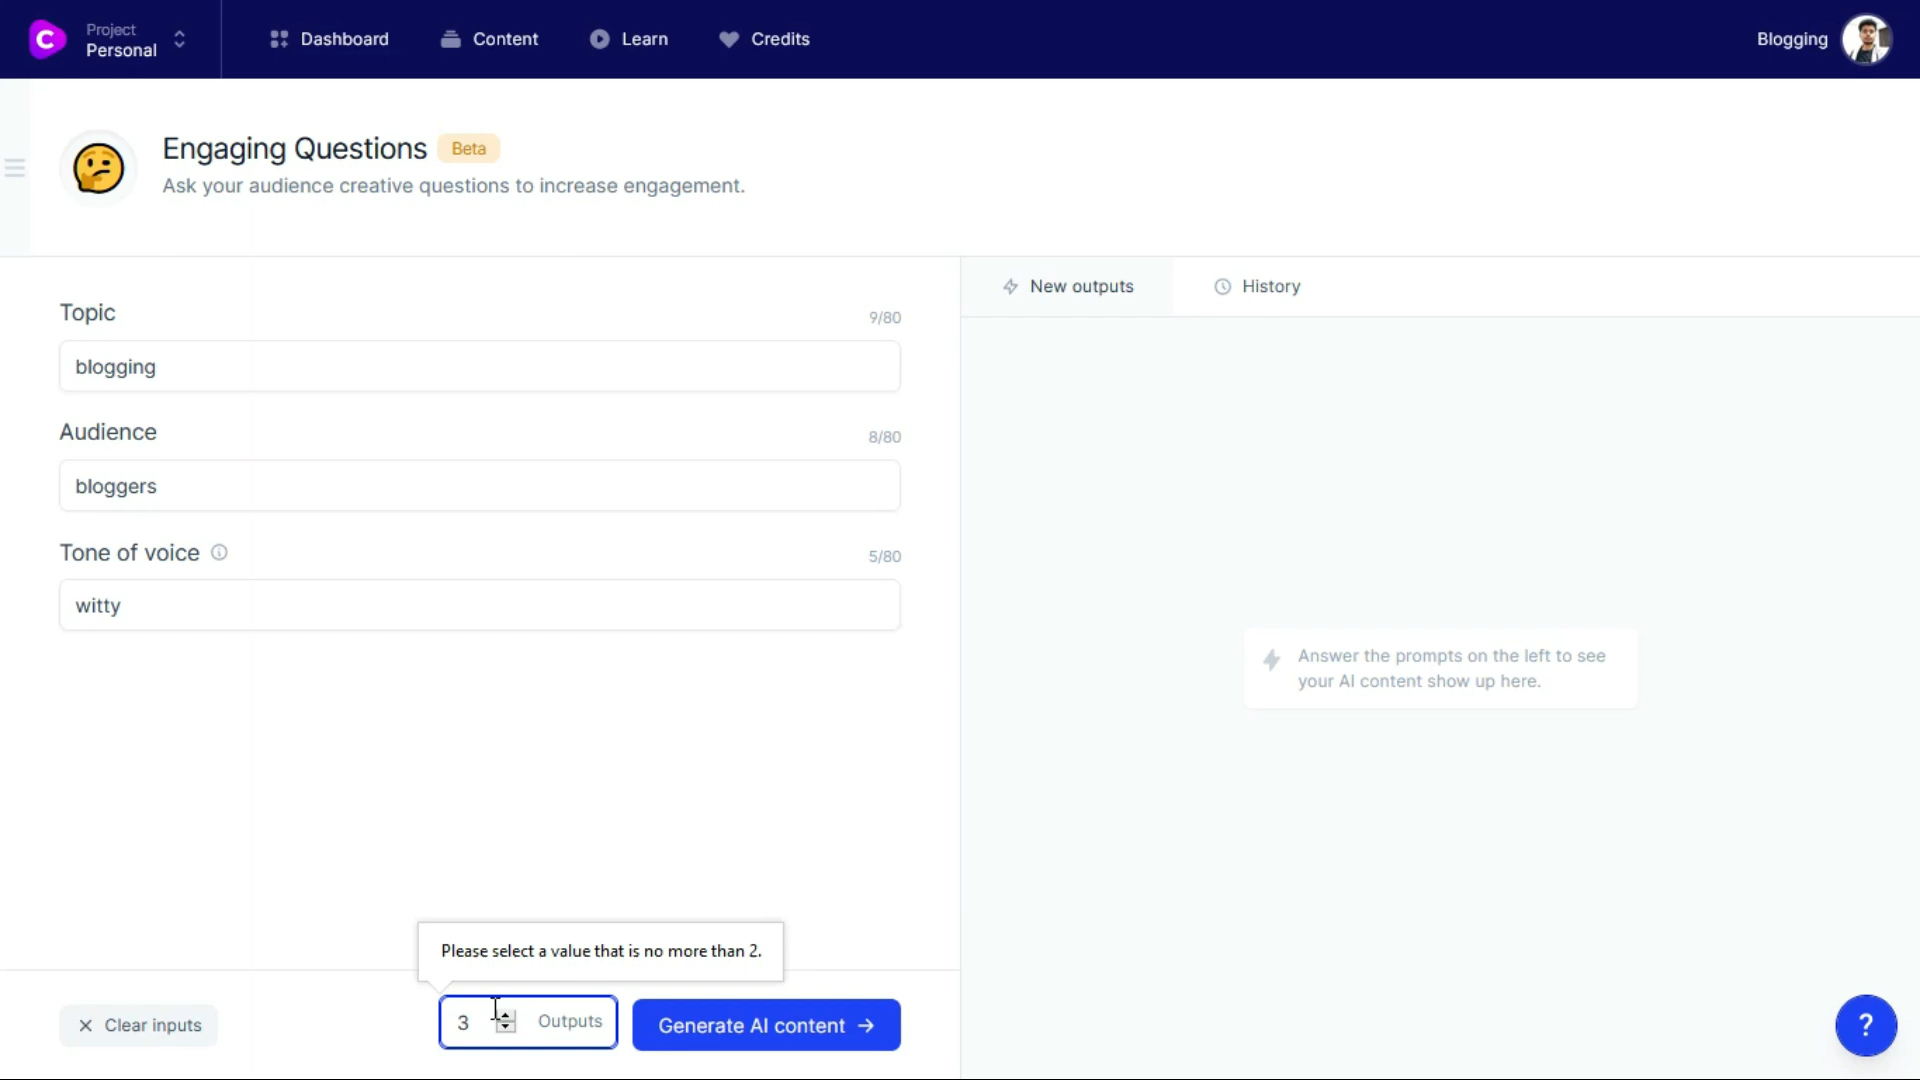 Project
Personal
Dashboard
Content
Learn
Credits
Blogging
Engaging Questions
Beta
Ask your audience creative questions to increase engagement.
New outputs
History
Topic
9/80
blogging
Audience
8/80
bloggers
Tone of voice
5/80
witty
Answer the prompts on the left to see
your AI content show up here.
Please select a value that is no more than 2.
Clear inputs
3
Outputs
Generate AI content
?